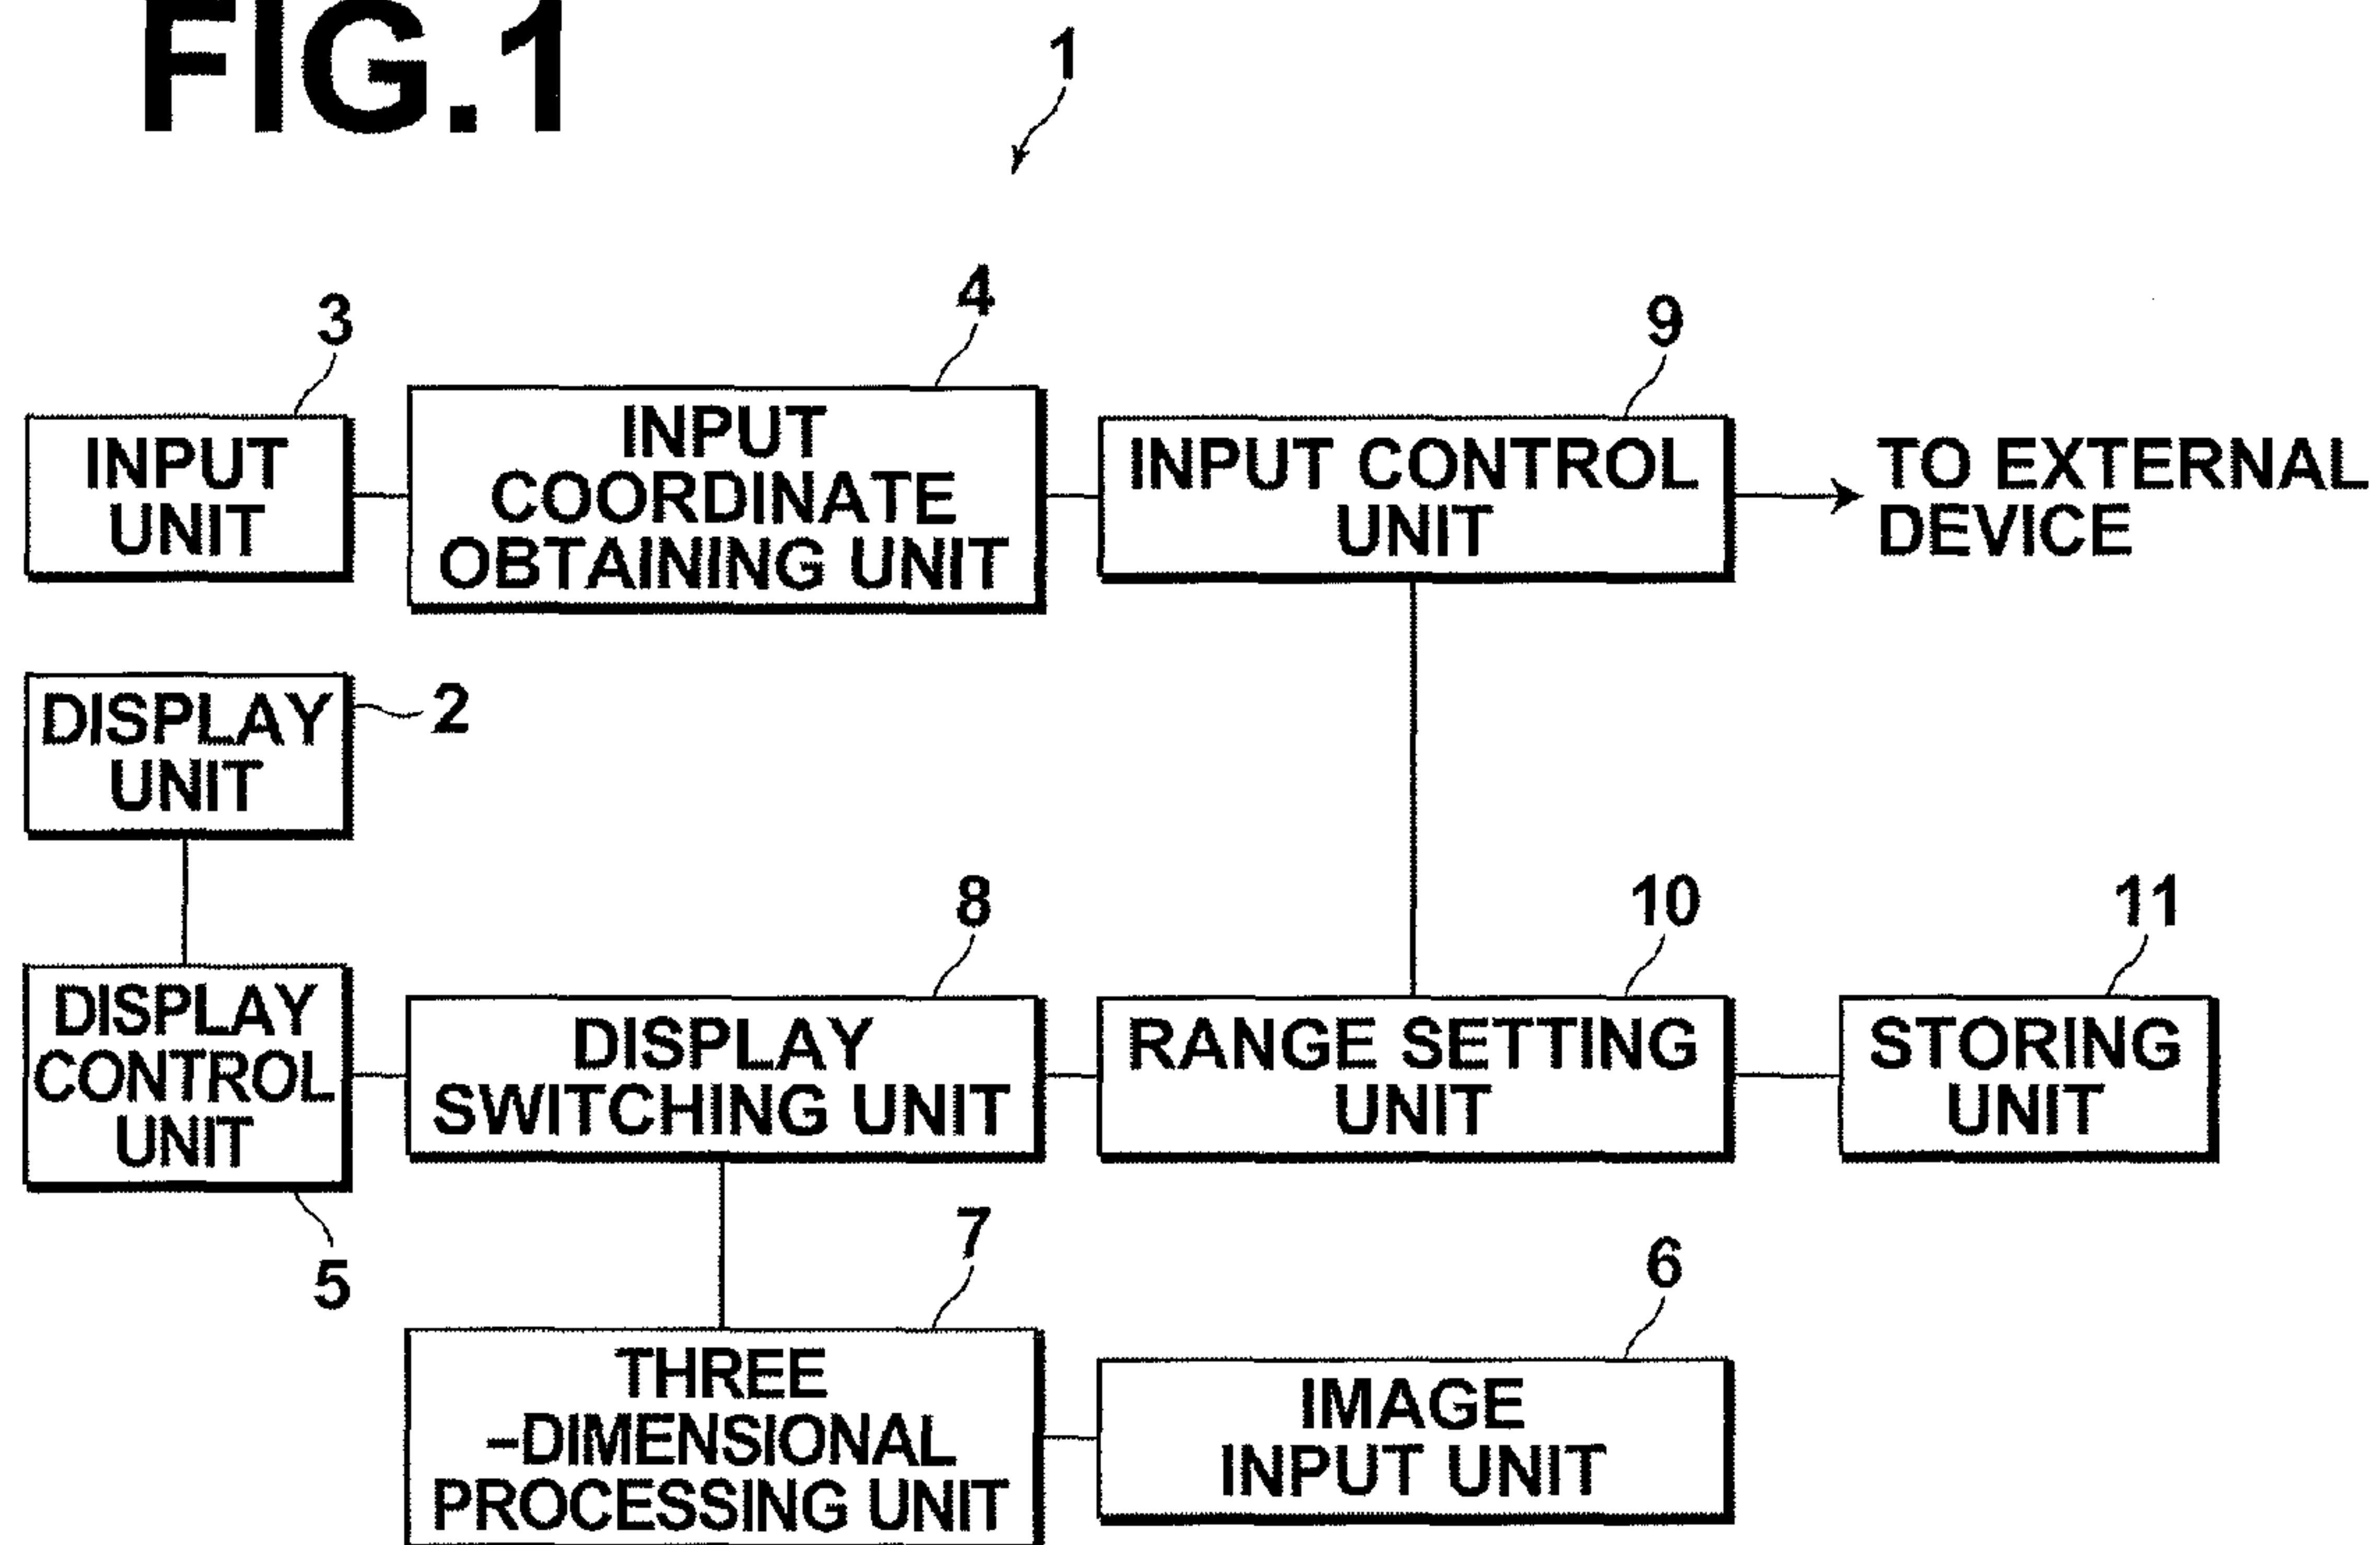 FIG.1
1
3
INPUT
UNIT
4
INPUT
COORDINATE
OBTAINING UNIT
9
INPUT CONTROL
UNIT
TO EXTERNAL
DEVICE
DISPLAY
UNIT
2
DISPLAY
CONTROL
UNIT
5
8
DISPLAY
SWITCHING UNIT
10
RANGE SETTING
UNIT
11
STORING
UNIT
7
THREE
-DIMENSIONAL
PROCESSING UNIT
6
IMAGE
INPUT UNIT